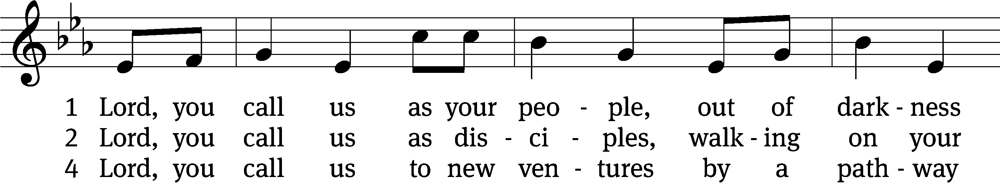 1 Lord, you call us as your peo - ple, out of dark - ness
2 Lord, you call us as dis - ci - ples, walk - ing on your
4 Lord, you call us to new ven - tures by a path - way